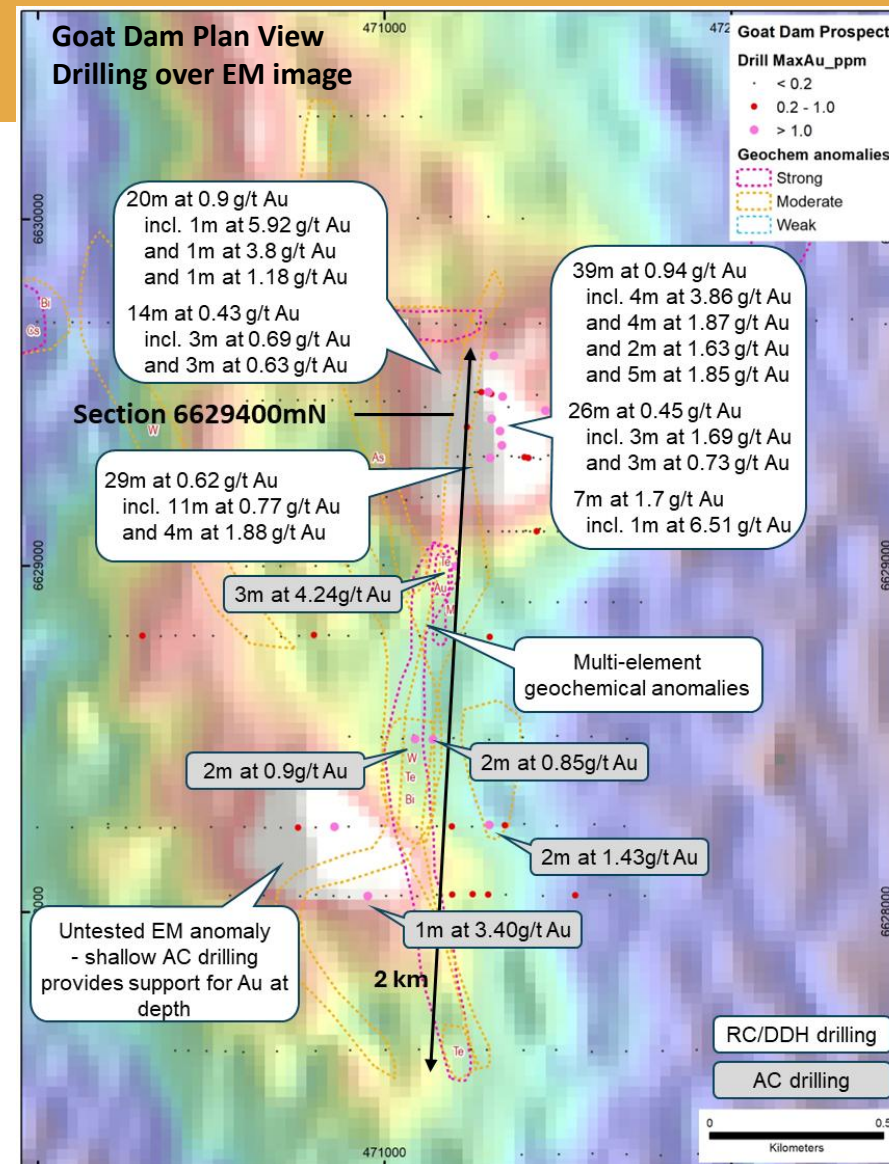 Goat Dam Plan View
Drilling over EM image
471000
472
Goat Dam Prospect
Drill MaxAu_ppm
< 0.2
0.2 - 1.0
> 1.0
Geochem anomalies
Strong
Moderate
Weak
6630000
20m at 0.9 g/t Au
incl. 1m at 5.92 g/t Au
and 1m at 3.8 g/t Au
and 1m at 1.18 g/t Au
14m at 0.43 g/t Au
incl. 3m at 0.69 g/t Au
and 3m at 0.63 g/t Au
39m at 0.94 g/t Au
incl. 4m at 3.86 g/t Au
and 4m at 1.87 g/t Au
and 2m at 1.63 g/t Au
and 5m at 1.85 g/t Au
26m at 0.45 g/t Au
incl. 3m at 1.69 g/t Au
and 3m at 0.73 g/t Au
7m at 1.7 g/t Au
incl. 1m at 6.51 g/t Au
Bi
Cs
Section 6629400mN
W
As
29m at 0.62 g/t Au
incl. 11m at 0.77 g/t Au
and 4m at 1.88 g/t Au
6629000
6629000
Te
Au
M
3m at 4.24g/t Au
Multi-element
geochemical anomalies
2m at 0.9g/t Au
W
Te
Bi
2m at 0.85g/t Au
2m at 1.43g/t Au
6628000
Untested EM anomaly
- shallow AC drilling
provides support for Au at
depth
1m at 3.40g/t Au
2 km
Te
RC/DDH drilling
AC drilling
471000
0
0.5
Kilometers